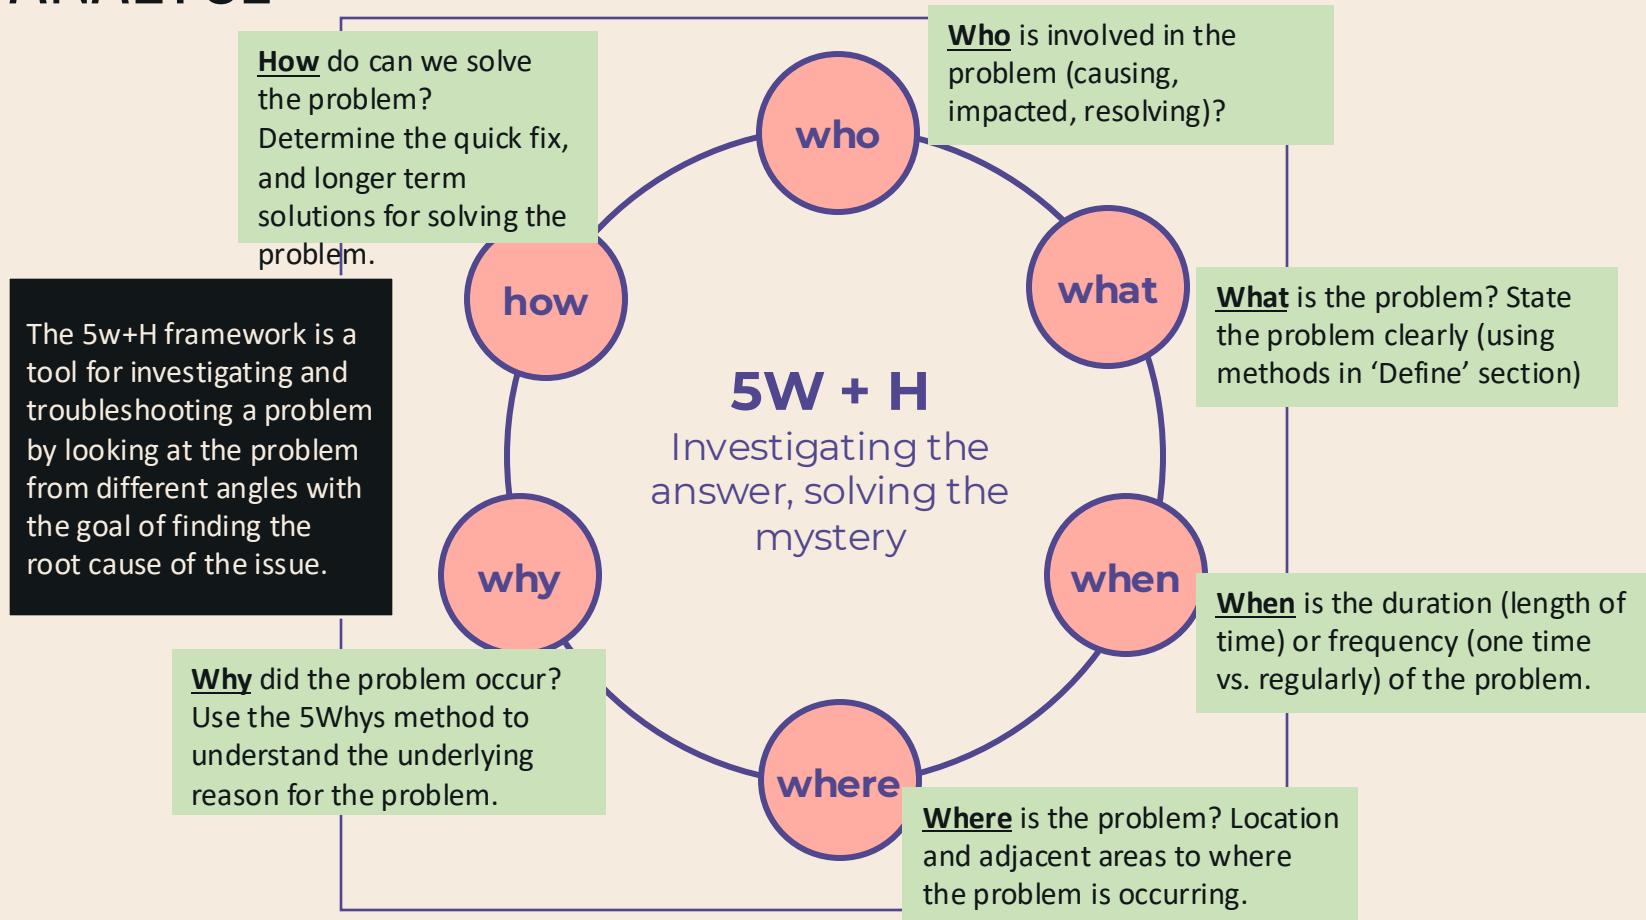 ANALYSE
How do can we solve
the problem?
Determine the quick fix,
and longer term
solutions for solving the
problem.
Who is involved in the
problem (causing,
impacted, resolving)?
who
what
What is the problem? State
the problem clearly (using
methods in ‘Define’ section)
how
The 5w+H framework is a
tool for investigating and
troubleshooting a problem
by looking at the problem
from different angles with
the goal of finding the
root cause of the issue.
5W + H
Investigating the
answer, solving the
mystery
why
when
When is the duration (length of
time) or frequency (one time
vs. regularly) of the problem.
Why did the problem occur?
Use the 5Whys method to
understand the underlying
reason for the problem.
where
Where is the problem? Location
and adjacent areas to where
the problem is occurring.